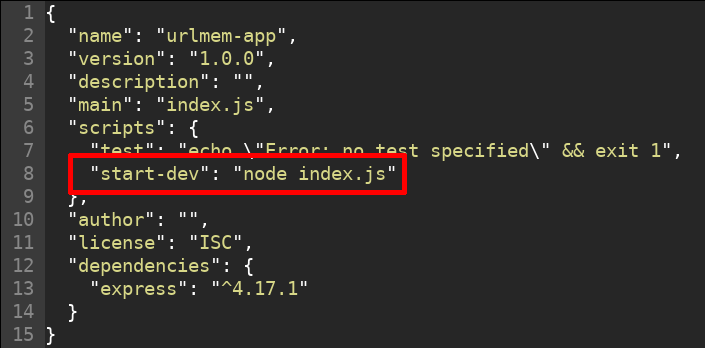 1 {
2   "name": "urlmem-app",
3   "version": "1.0.0",
4   "description": "",
5   "main": "index.js",
6   "scripts": {
7     "test": "echo \"Error: no test specified\" && exit 1",
8     "start-dev": "node index.js"
9   },
10   "author": "",
11   "license": "ISC",
12   "dependencies": {
13     "express": "^4.17.1"
14   }
15 }